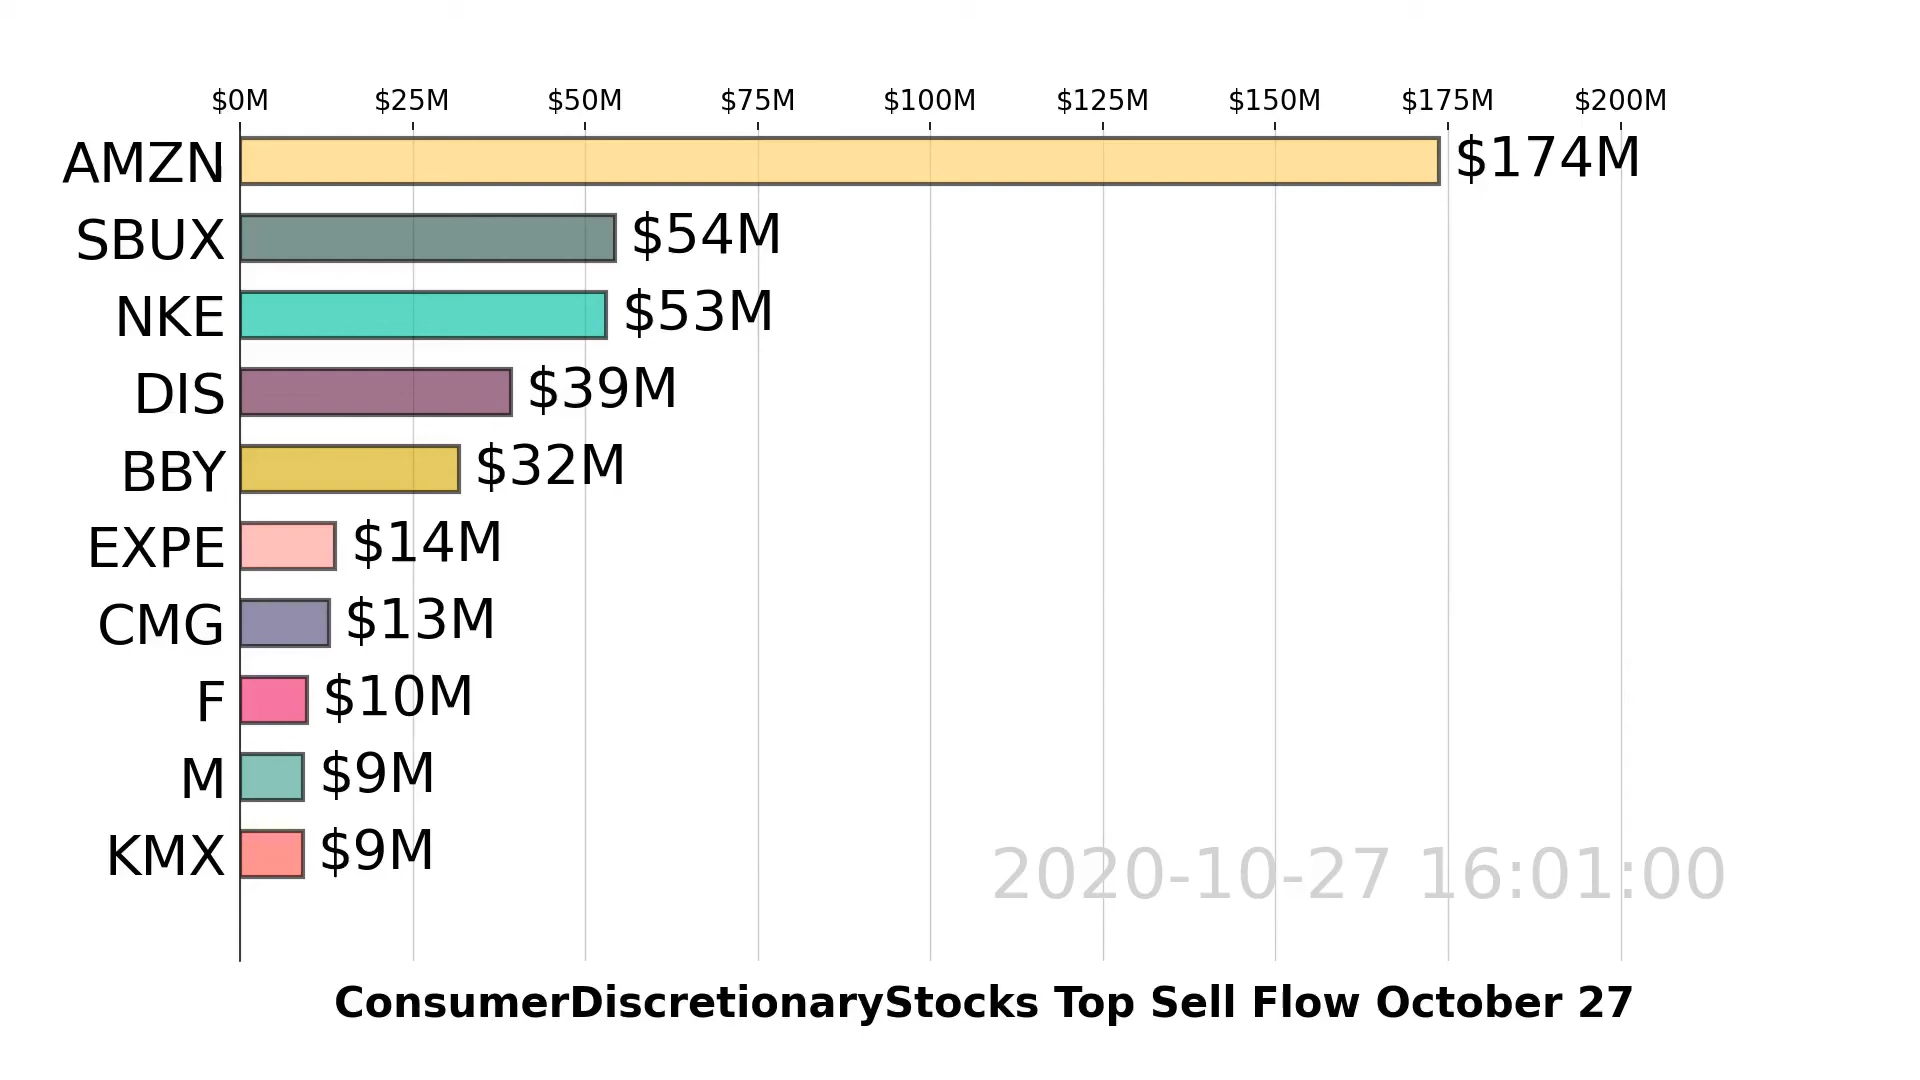 $0M $25M $50M $75M $100M $125M $150M $175M $200M
AMZN $174M
SBUX $54M
NKE $53M
DIS $39M
BBY $32M
EXPE $14M
CMG $13M
F $10M
M $9M
KMX $9M
2020-10-27 16:01:00
ConsumerDiscretionaryStocks Top Sell Flow October 27